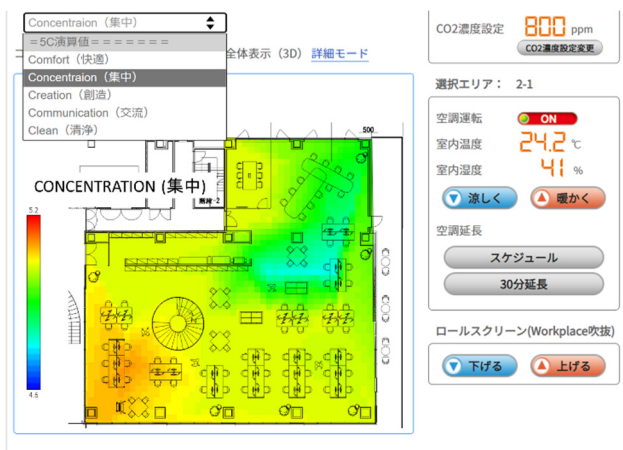 Concentraion（集中）
＝5C演算値＝＝＝＝＝＝＝
Comfort（快適）
Concentraion（集中）
Creation（創造）
Communication（交流）
Clean（清浄）
全体表示（3D） 詳細モード
500
CONCENTRATION (集中)
階段-2
5.2
4.6
CO2濃度設定 800 ppm
CO2濃度設定変更
選択エリア： 2-1
空調運転 ON
室内温度 24.2 ℃
室内湿度 41 %
涼しく 暖かく
空調延長
スケジュール
30分延長
ロールスクリーン(Workplace吹抜)
下げる 上げる